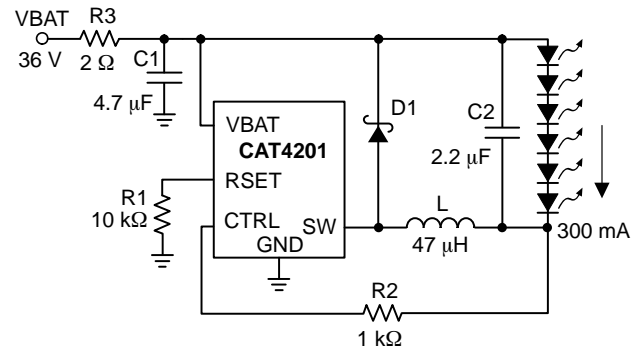 VBAT
36 V
R3
2 Ω
C1
4.7 μF
VBAT
CAT4201
RSET
CTRL
SW
GND
R1
10 kΩ
D1
C2
2.2 μF
L
47 μH
300 mA
R2
1 kΩ